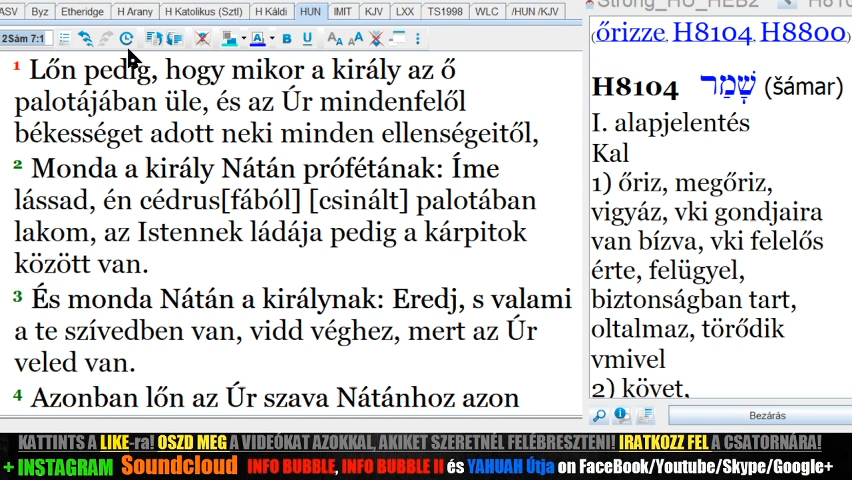 ASV Byz Etheridge H Arany H Katolikus (Sztl) H Káldi HUN IMIT KJV LXX TS1998 WLC /HUN /KJV
2Sám 7:1
1 Lőn pedig, hogy mikor a király az ő
palotájában üle, és az Úr mindenfelől
békességet adott neki minden ellenségeitől,
2 Monda a király Nátán prófétának: Íme
lássad, én cédrus[fából] [csinált] palotában
lakom, az Istennek ládája pedig a kárpitok
között van.
3 És monda Nátán a királynak: Eredj, s valami
a te szívedben van, vidd véghez, mert az Úr
veled van.
4 Azonban lőn az Úr szava Nátánhoz azon
Strong_HU_HEB2
(őrizze, H8104, H8800)
H8104 שָׁמַר (šámar)
I. alapjelentés
Kal
1) őriz, megőriz,
vigyáz, vki gondjaira
van bízva, vki felelős
érte, felügyel,
biztonságban tart,
oltalmaz, törődik
vmivel
2) követ,
Bezárás
KATTINTS A LIKE-ra! OSZD MEG A VIDEÓKAT AZOKKAL, AKIKET SZERETNÉL FELÉBRESZTENI! IRATKOZZ FEL A CSATORNÁRA!
+ INSTAGRAM Soundcloud INFO BUBBLE, INFO BUBBLE II és YAHUAH Útja on FaceBook/Youtube/Skype/Google+